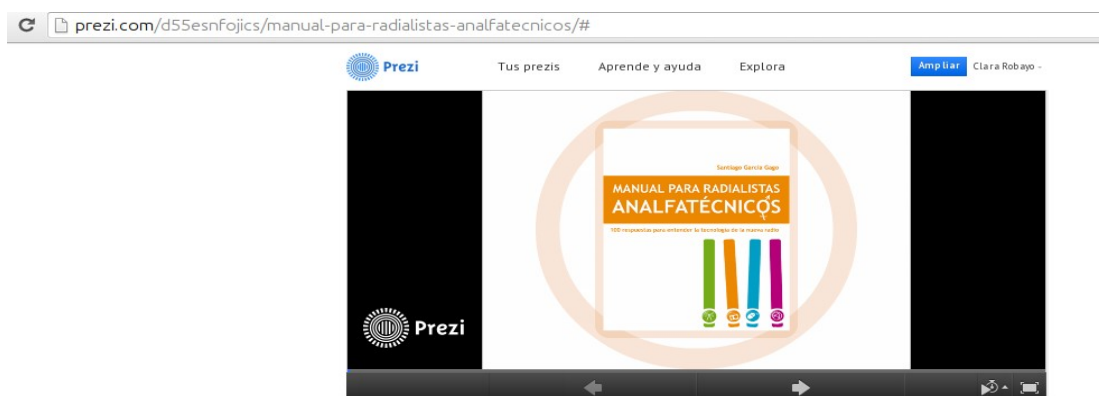 prezi.com/d55esnfojics/manual-para-radialistas-analfatecnicos/#
Prezi
Tus prezis
Aprende y ayuda
Explora
Ampliar
Clara Robayo
Santiago García Gago
MANUAL PARA RADIALISTAS
ANALFATÉCNICOS
100 respuestas para entender la tecnología de la nueva radio
Prezi